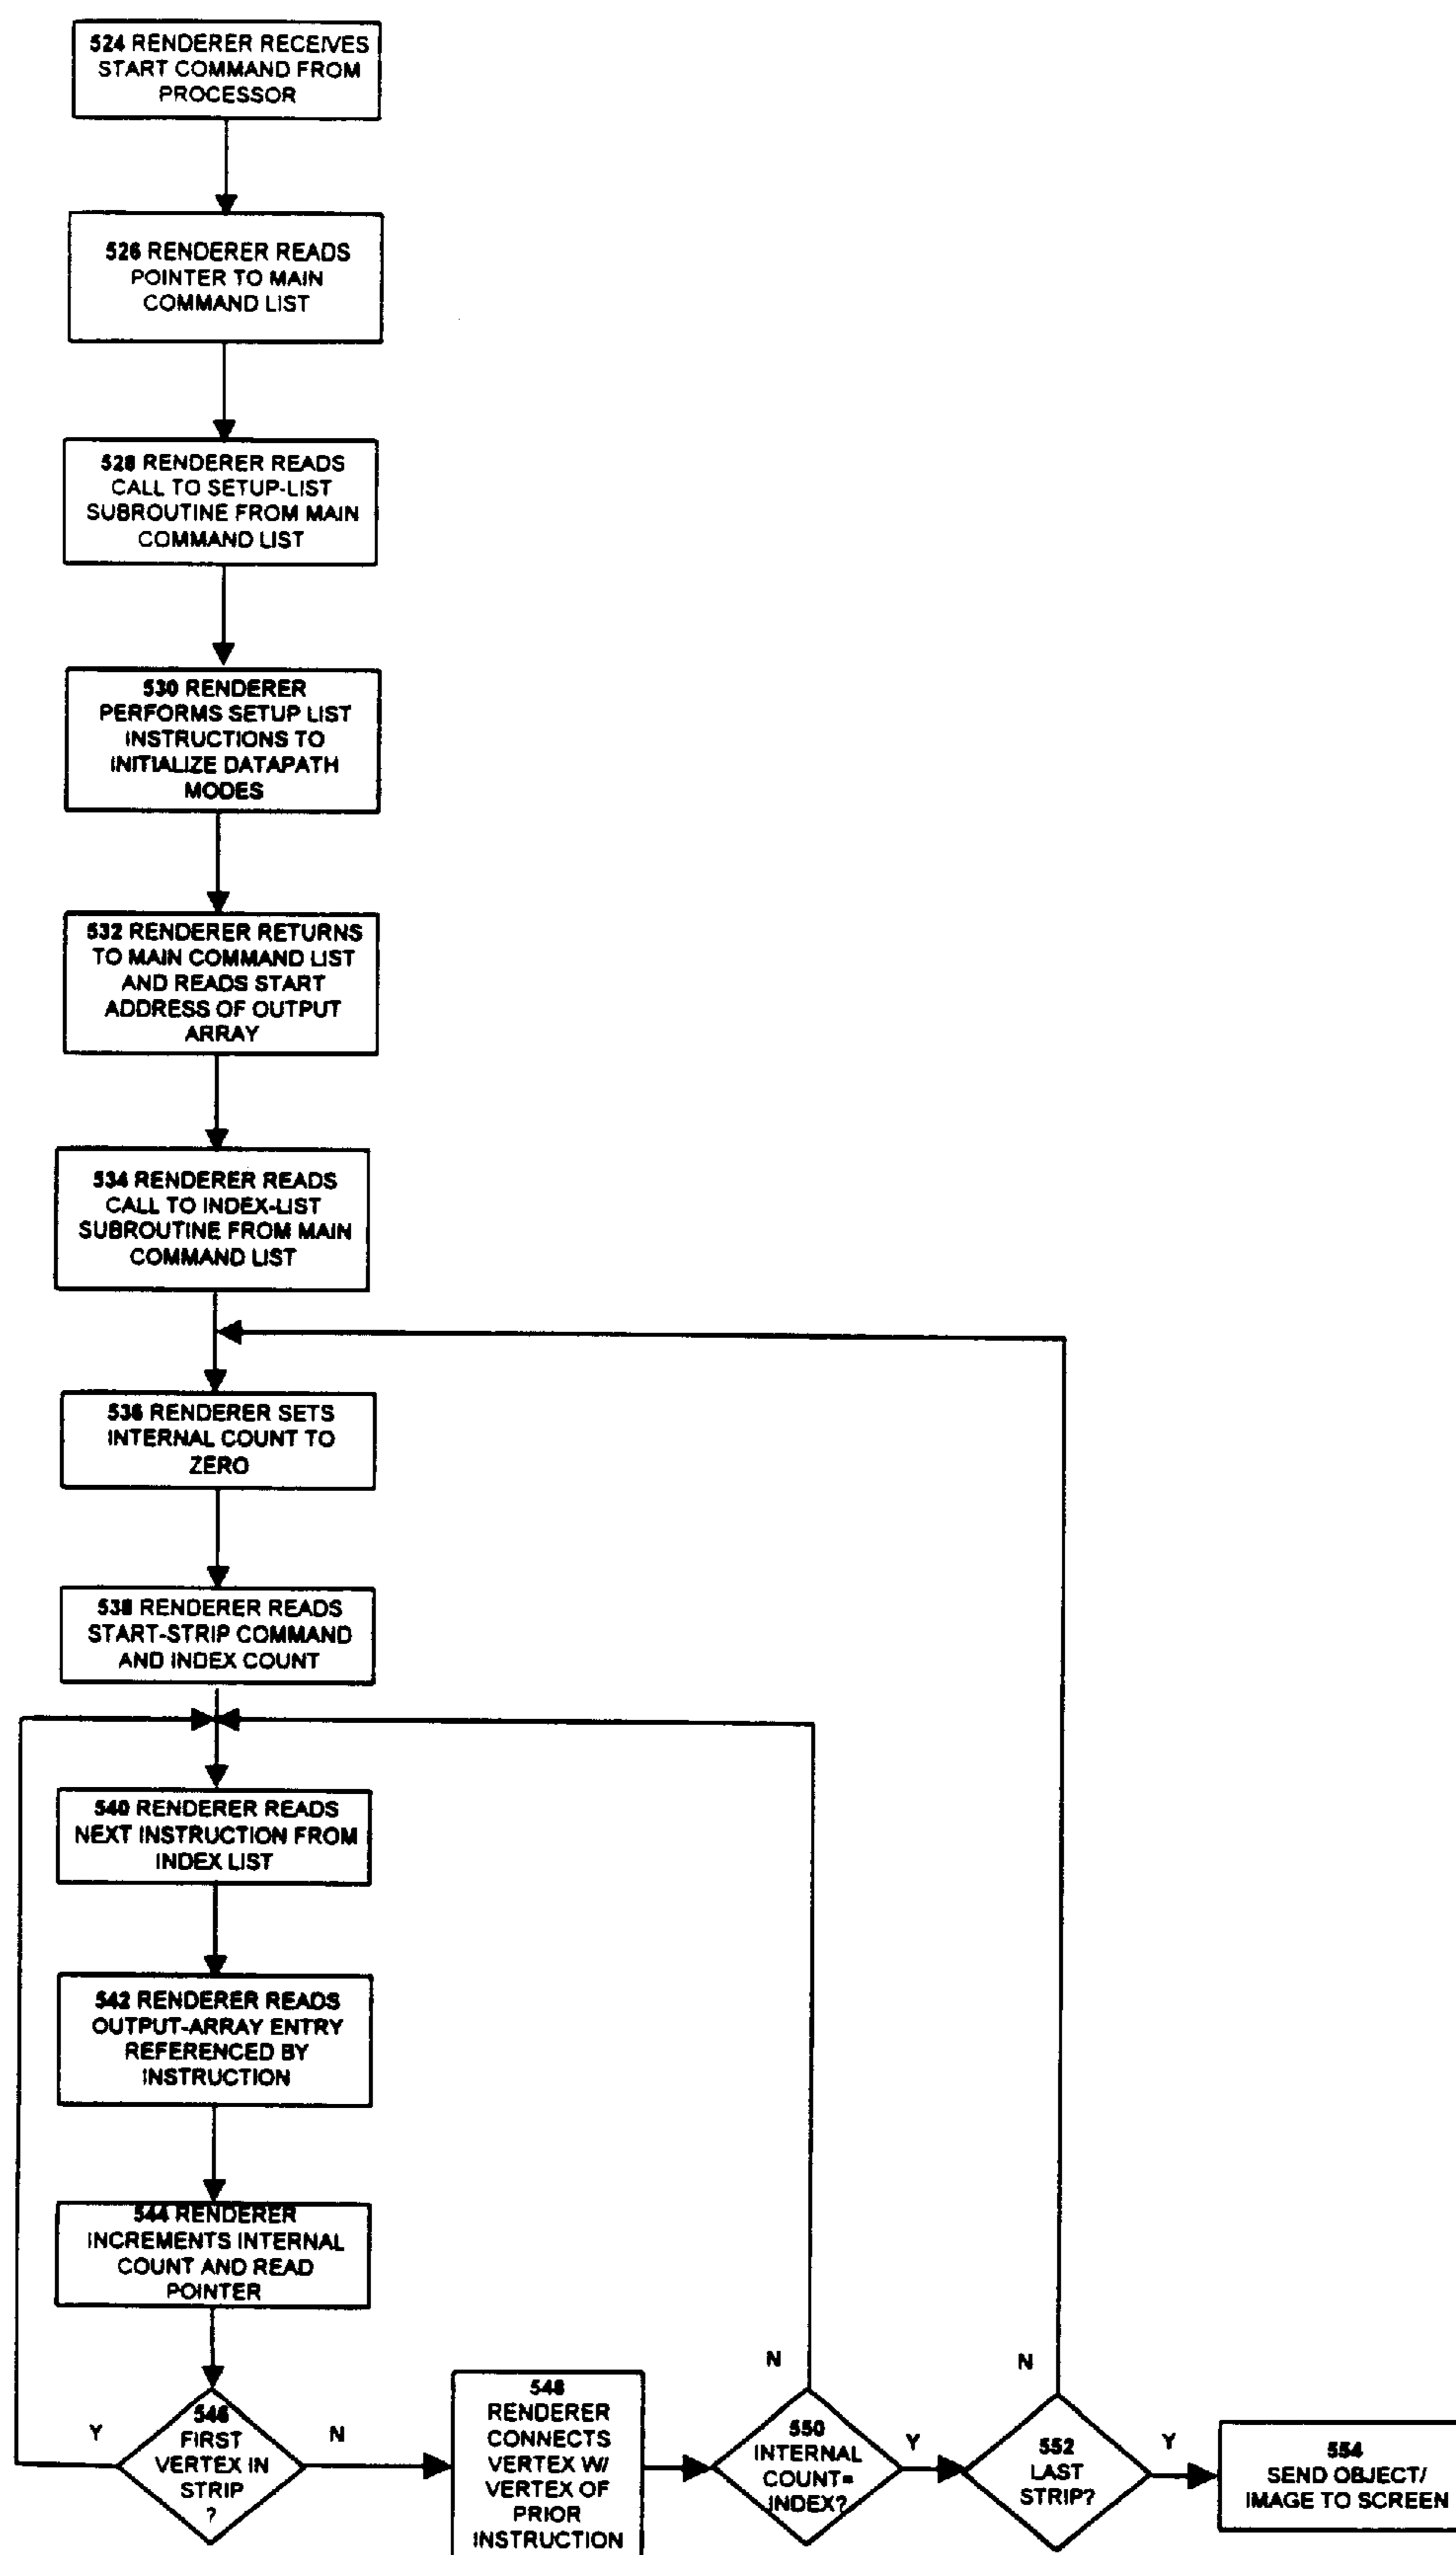 524 RENDERER RECEIVES
START COMMAND FROM
PROCESSOR
526 RENDERER READS
POINTER TO MAIN
COMMAND LIST
528 RENDERER READS
CALL TO SETUP-LIST
SUBROUTINE FROM MAIN
COMMAND LIST
530 RENDERER
PERFORMS SETUP LIST
INSTRUCTIONS TO
INITIALIZE DATAPATH
MODES
532 RENDERER RETURNS
TO MAIN COMMAND LIST
AND READS START
ADDRESS OF OUTPUT
ARRAY
534 RENDERER READS
CALL TO INDEX-LIST
SUBROUTINE FROM MAIN
COMMAND LIST
536 RENDERER SETS
INTERNAL COUNT TO
ZERO
538 RENDERER READS
START-STRIP COMMAND
AND INDEX COUNT
540 RENDERER READS
NEXT INSTRUCTION FROM
INDEX LIST
542 RENDERER READS
OUTPUT-ARRAY ENTRY
REFERENCED BY
INSTRUCTION
544 RENDERER
INCREMENTS INTERNAL
COUNT AND READ
POINTER
Y
546
FIRST
VERTEX IN
STRIP
?
N
548
RENDERER
CONNECTS
VERTEX W/
VERTEX OF
PRIOR
INSTRUCTION
N
550
INTERNAL
COUNT=
INDEX?
Y
N
552
LAST
STRIP?
Y
554
SEND OBJECT/
IMAGE TO SCREEN